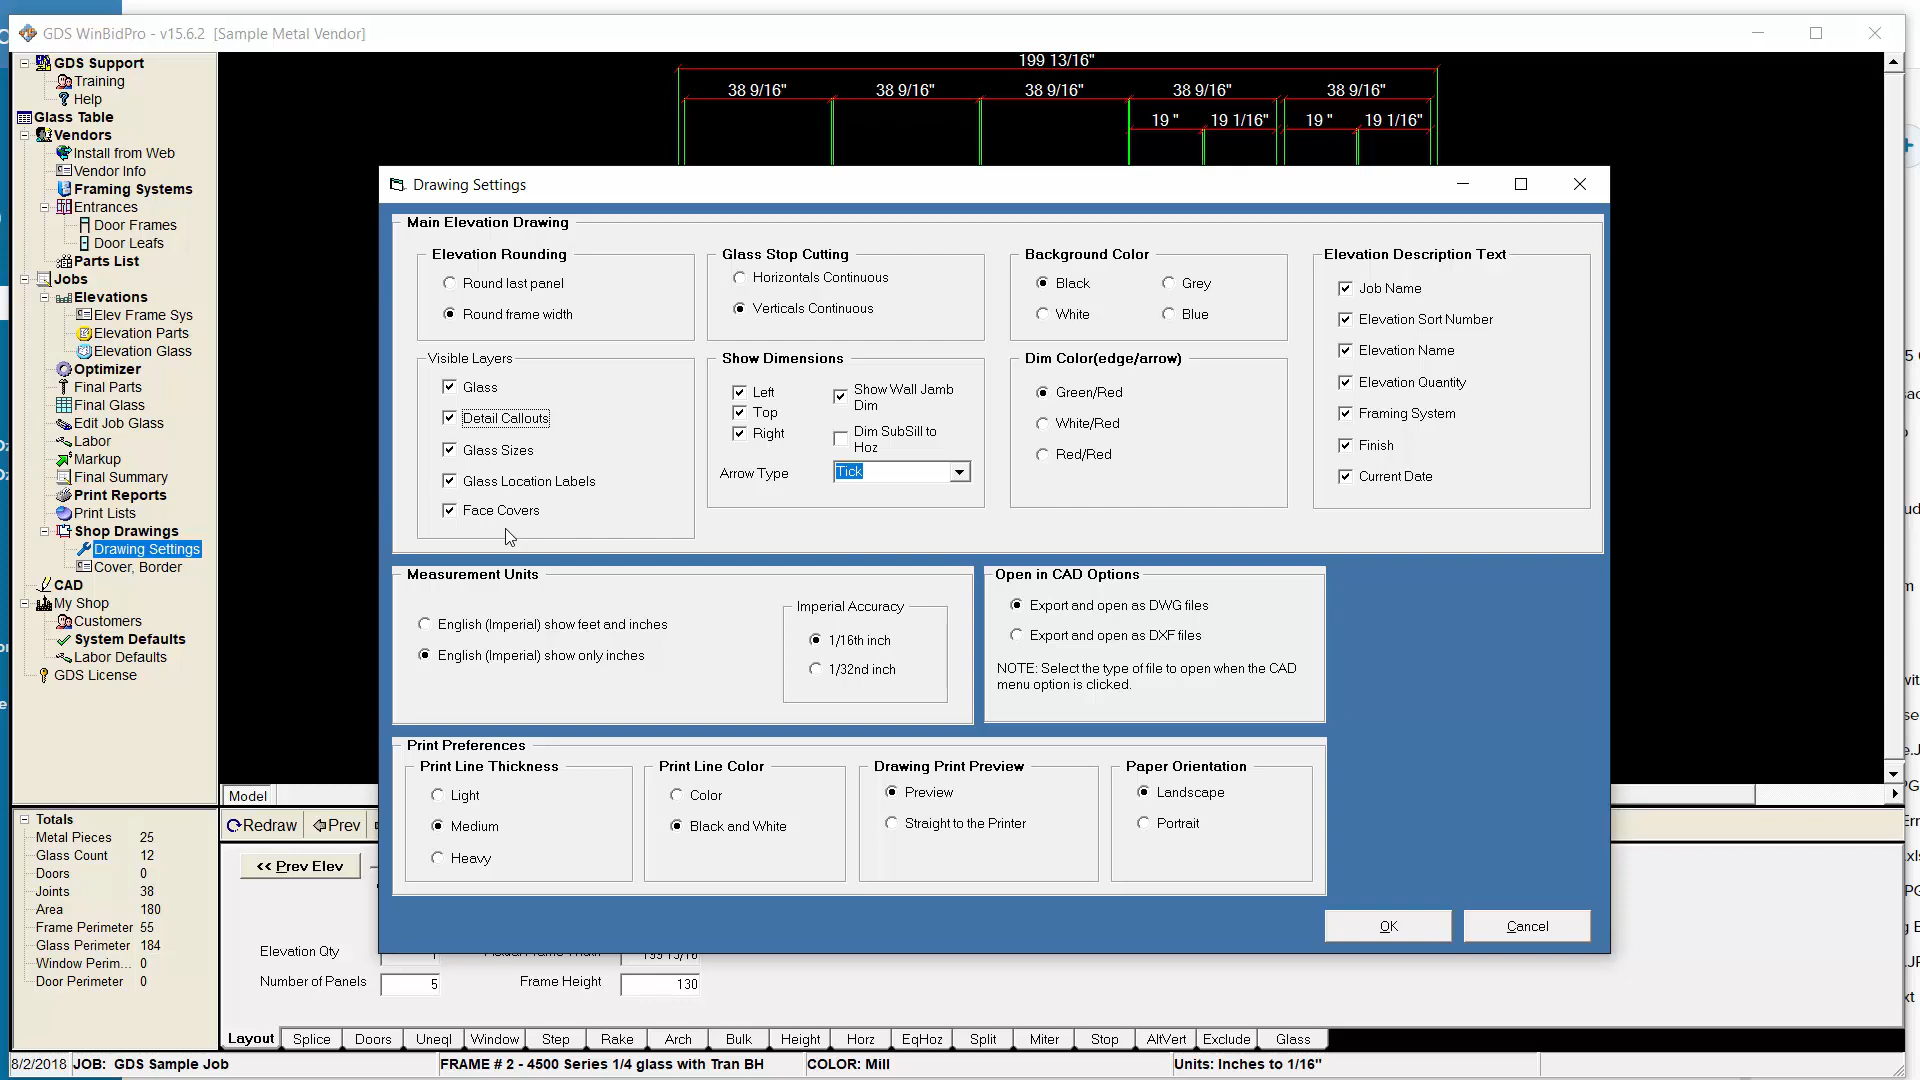 GDS WinBidPro - v15.6.2 [Sample Metal Vendor]
GDS Support
Training
Help
Glass Table
Vendors
Install from Web
Vendor Info
Framing Systems
Entrances
Door Frames
Door Leafs
Parts List
Jobs
Elevations
Elev Frame Sys
Elevation Parts
Elevation Glass
Optimizer
Final Parts
Final Glass
Edit Job Glass
Labor
Markup
Final Summary
Print Reports
Print Lists
Shop Drawings
Drawing Settings
Cover, Border
CAD
My Shop
Customers
System Defaults
Labor Defaults
GDS License
199 13/16"
38 9/16" 38 9/16" 38 9/16" 38 9/16" 38 9/16"
19 " 19 1/16" 19 " 19 1/16"
Drawing Settings
Main Elevation Drawing
Elevation Rounding
Round last panel
Round frame width
Glass Stop Cutting
Horizontals Continuous
Verticals Continuous
Background Color
Black Grey
White Blue
Elevation Description Text
Job Name
Elevation Sort Number
Elevation Name
Elevation Quantity
Framing System
Finish
Current Date
Visible Layers
Glass
Detail Callouts
Glass Sizes
Glass Location Labels
Face Covers
Show Dimensions
Left
Top
Right
Show Wall Jamb
Dim
Dim SubSill to
Hoz
Arrow Type Tick
Dim Color(edge/arrow)
Green/Red
White/Red
Red/Red
Measurement Units
English (Imperial) show feet and inches
English (Imperial) show only inches
Imperial Accuracy
1/16th inch
1/32nd inch
Open in CAD Options
Export and open as DWG files
Export and open as DXF files
NOTE: Select the type of file to open when the CAD
menu option is clicked.
Print Preferences
Print Line Thickness
Light
Medium
Heavy
Print Line Color
Color
Black and White
Drawing Print Preview
Preview
Straight to the Printer
Paper Orientation
Landscape
Portrait
OK Cancel
Model
Redraw Prev
<< Prev Elev
Totals
Metal Pieces 25
Glass Count 12
Doors 0
Joints 38
Area 180
Frame Perimeter 55
Glass Perimeter 184
Window Perim... 0
Door Perimeter 0
Elevation Qty 1 Actual Frame Width 199 13/16
Number of Panels 5 Frame Height 130
Layout Splice Doors Uneql Window Step Rake Arch Bulk Height Horz EqHoz Split Miter Stop AltVert Exclude Glass
8/2/2018 JOB: GDS Sample Job FRAME # 2 - 4500 Series 1/4 glass with Tran BH COLOR: Mill Units: Inches to 1/16"